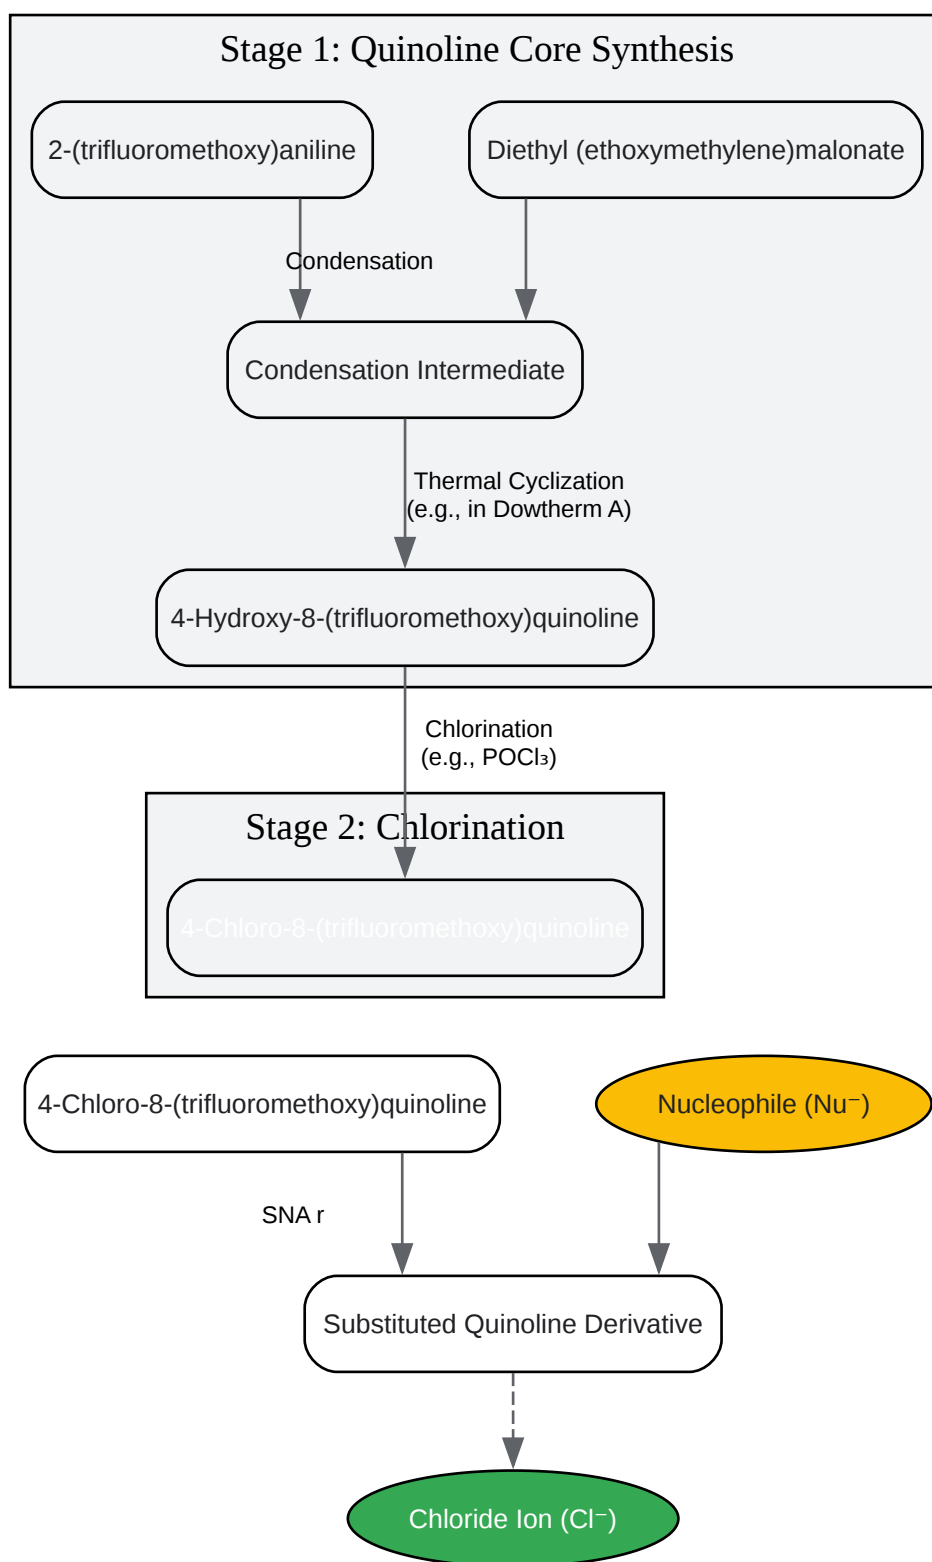 Stage 1: Quinoline Core Synthesis
2-(trifluoromethoxy)aniline
Diethyl (ethoxymethylene)malonate
Condensation
Condensation Intermediate
Thermal Cyclization
(e.g., in Dowtherm A)
4-Hydroxy-8-(trifluoromethoxy)quinoline
Chlorination
(e.g., POCl₃)
Stage 2: Chlorination
4-Chloro-8-(trifluoromethoxy)quinoline
4-Chloro-8-(trifluoromethoxy)quinoline
Nucleophile (Nu⁻)
SNA r
Substituted Quinoline Derivative
Chloride Ion (Cl⁻)